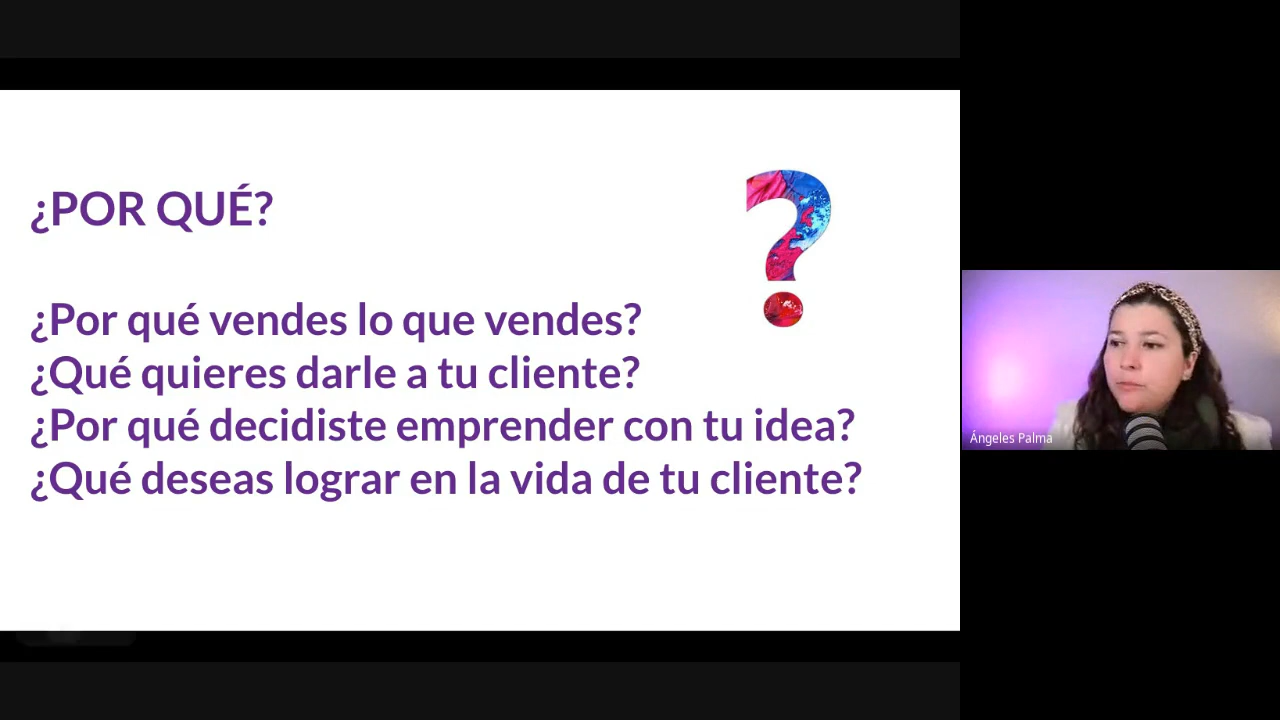 ¿POR QUÉ?
¿Por qué vendes lo que vendes?
¿Qué quieres darle a tu cliente?
¿Por qué decidiste emprender con tu idea?
¿Qué deseas lograr en la vida de tu cliente?
Ángeles Palma